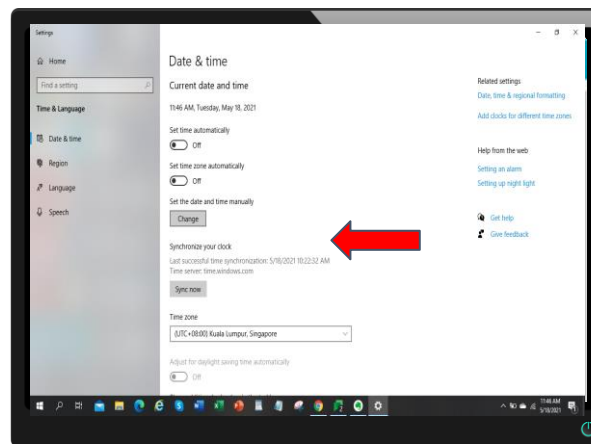 Settings
Home
Find a setting
Time & Language
Date & time
Region
Language
Speech
Date & time
Current date and time
11:46 AM, Tuesday, May 18, 2021
Set time automatically
Off
Set time zone automatically
Off
Set the date and time manually
Change
Synchronize your clock
Last successful time synchronization: 5/18/2021 10:22:32 AM
Time server: time.windows.com
Sync now
Time zone
(UTC+08:00) Kuala Lumpur, Singapore
Adjust for daylight saving time automatically
Off
Related settings
Date, time & regional formatting
Add clocks for different time zones
Help from the web
Setting an alarm
Setting up night light
Get help
Give feedback
11:46 AM
5/18/2021